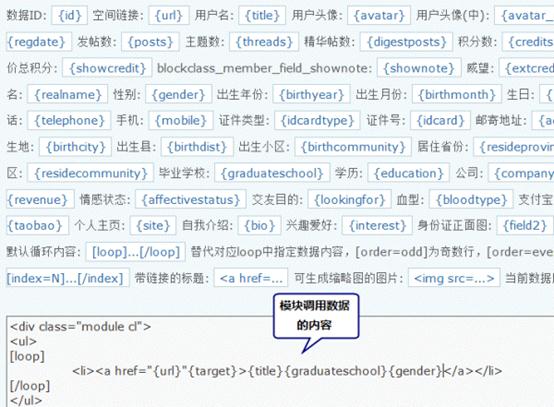 数据ID: {id} 空间链接: {url} 用户名: {title} 用户头像: {avatar} 用户头像(中): {avatar_
{regdate} 发帖数: {posts} 主题数: {threads} 精华帖数: {digestposts} 积分数: {credits
价总积分: {showcredit} blockclass_member_field_shownote: {shownote} 威望: {extcred
名: {realname} 性别: {gender} 出生年份: {birthyear} 出生月份: {birthmonth} 生日: {
话: {telephone} 手机: {mobile} 证件类型: {idcardtype} 证件号: {idcard} 邮寄地址: {a
生地: {birthcity} 出生县: {birthdist} 出生小区: {birthcommunity} 居住省份: {resideprovin
区: {residecommunity} 毕业学校: {graduateschool} 学历: {education} 公司: {company
{revenue} 情感状态: {affectivestatus} 交友目的: {lookingfor} 血型: {bloodtype} 支付宝
{taobao} 个人主页: {site} 自我介绍: {bio} 兴趣爱好: {interest} 身份证正面图: {field2}
默认循环内容: [loop]...[/loop] 替代对应loop中指定数据内容，[order=odd]为奇数行，[order=eve
[index=N]...[/index] 带链接的标题: <a href=... 可生成缩略图的图片: <img src=...> 当前数据
模块调用数据
的内容
<div class="module cl">
<ul>
[loop]
<li><a href="{url}"{target}>{title}{graduateschool}{gender}</a></li>
[/loop]
</ul>